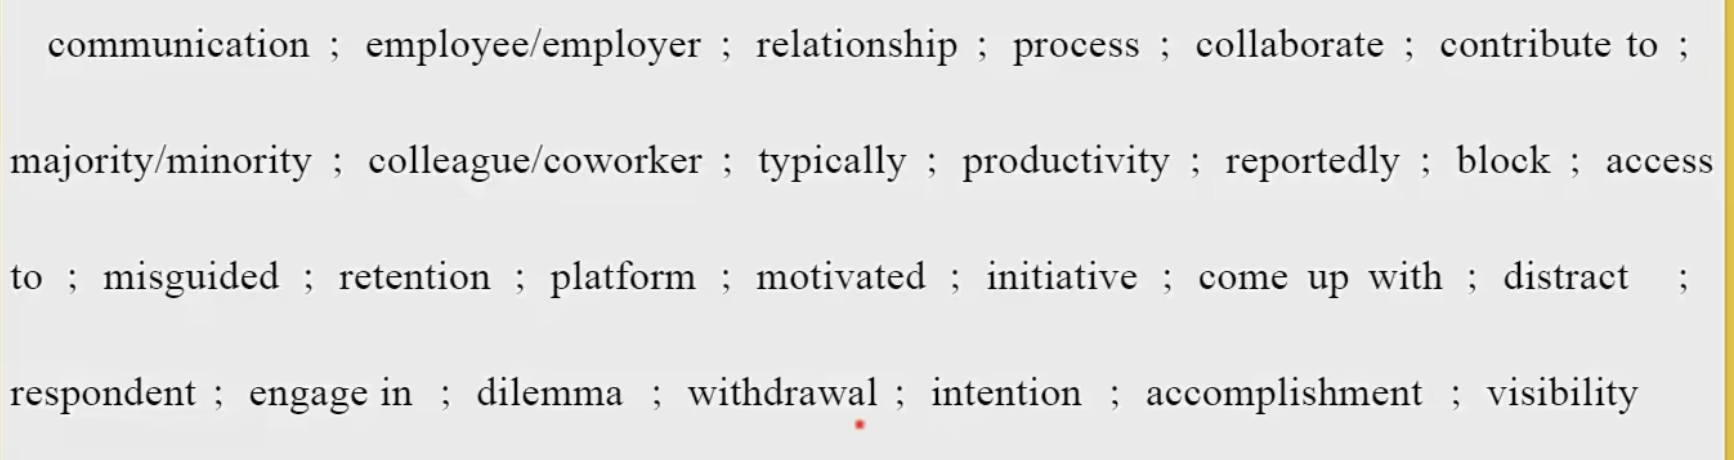 communication ; employee/employer ; relationship ; process ; collaborate ; contribute to ;
majority/minority ; colleague/coworker ; typically ; productivity ; reportedly ; block ; access
to ; misguided ; retention ; platform ; motivated ; initiative ; come up with ; distract ;
respondent ; engage in ; dilemma ; withdrawal ; intention ; accomplishment ; visibility